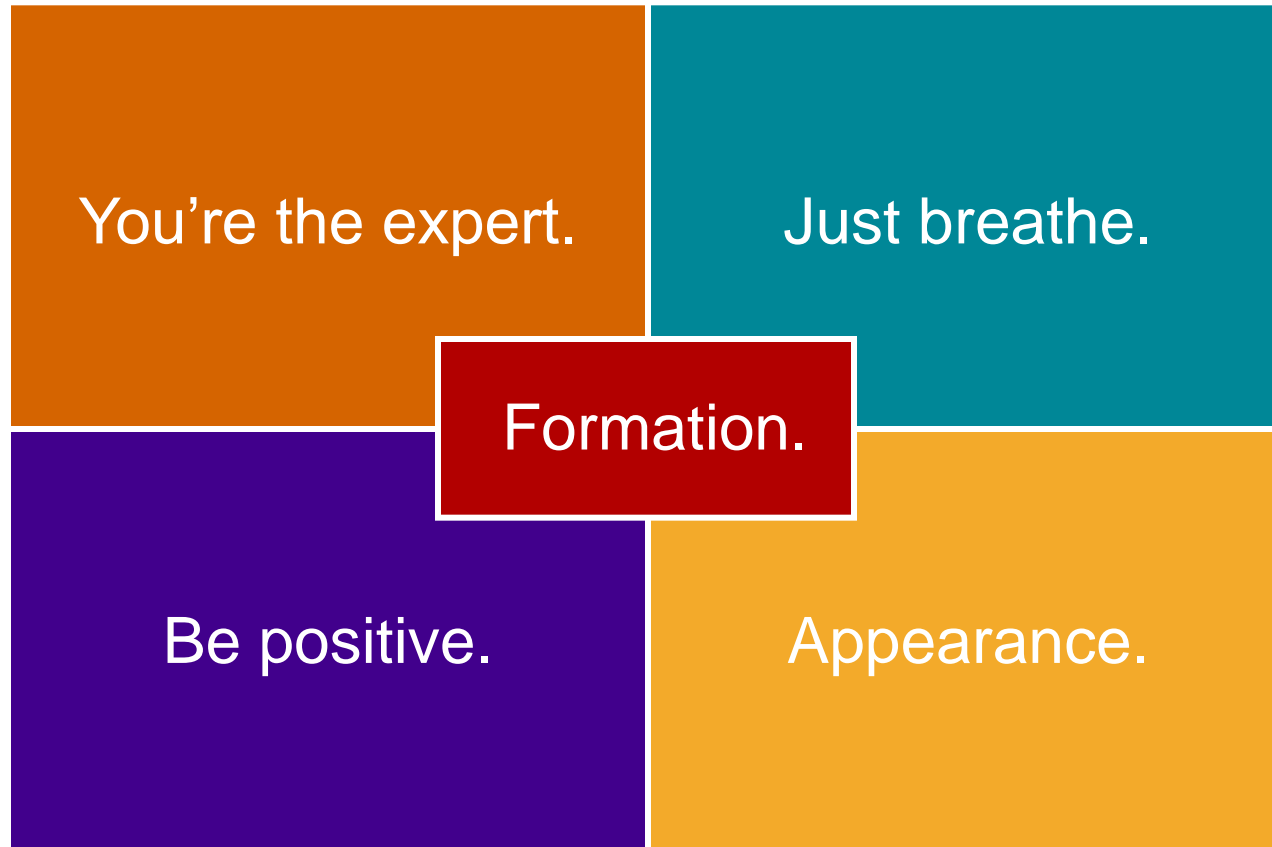 You’re the expert.
Just breathe.
Formation.
Be positive.
Appearance.